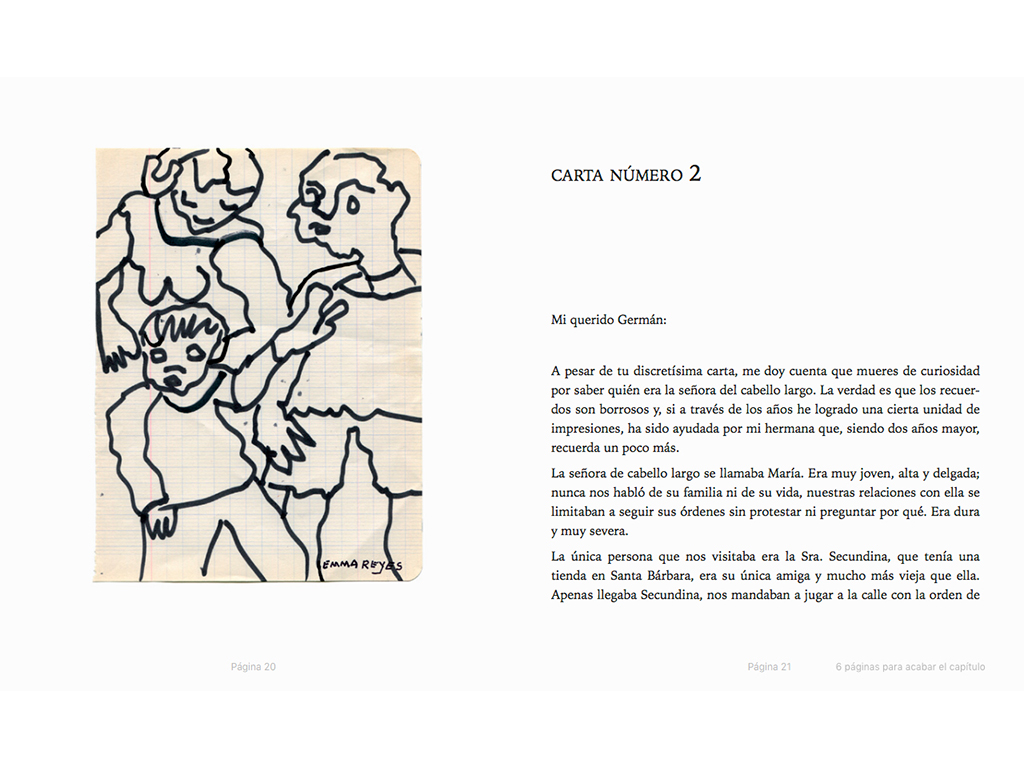 EMMA REYES
Página 20
CARTA NÚMERO 2
Mi querido Germán:
A pesar de tu discretísima carta, me doy cuenta que mueres de curiosidad
por saber quién era la señora del cabello largo. La verdad es que los recuer-
dos son borrosos y, si a través de los años he logrado una cierta unidad de
impresiones, ha sido ayudada por mi hermana que, siendo dos años mayor,
recuerda un poco más.
La señora de cabello largo se llamaba María. Era muy joven, alta y delgada;
nunca nos habló de su familia ni de su vida, nuestras relaciones con ella se
limitaban a seguir sus órdenes sin protestar ni preguntar por qué. Era dura
y muy severa.
La única persona que nos visitaba era la Sra. Secundina, que tenía una
tienda en Santa Bárbara, era su única amiga y mucho más vieja que ella.
Apenas llegaba Secundina, nos mandaban a jugar a la calle con la orden de
Página 21
6 páginas para acabar el capítulo